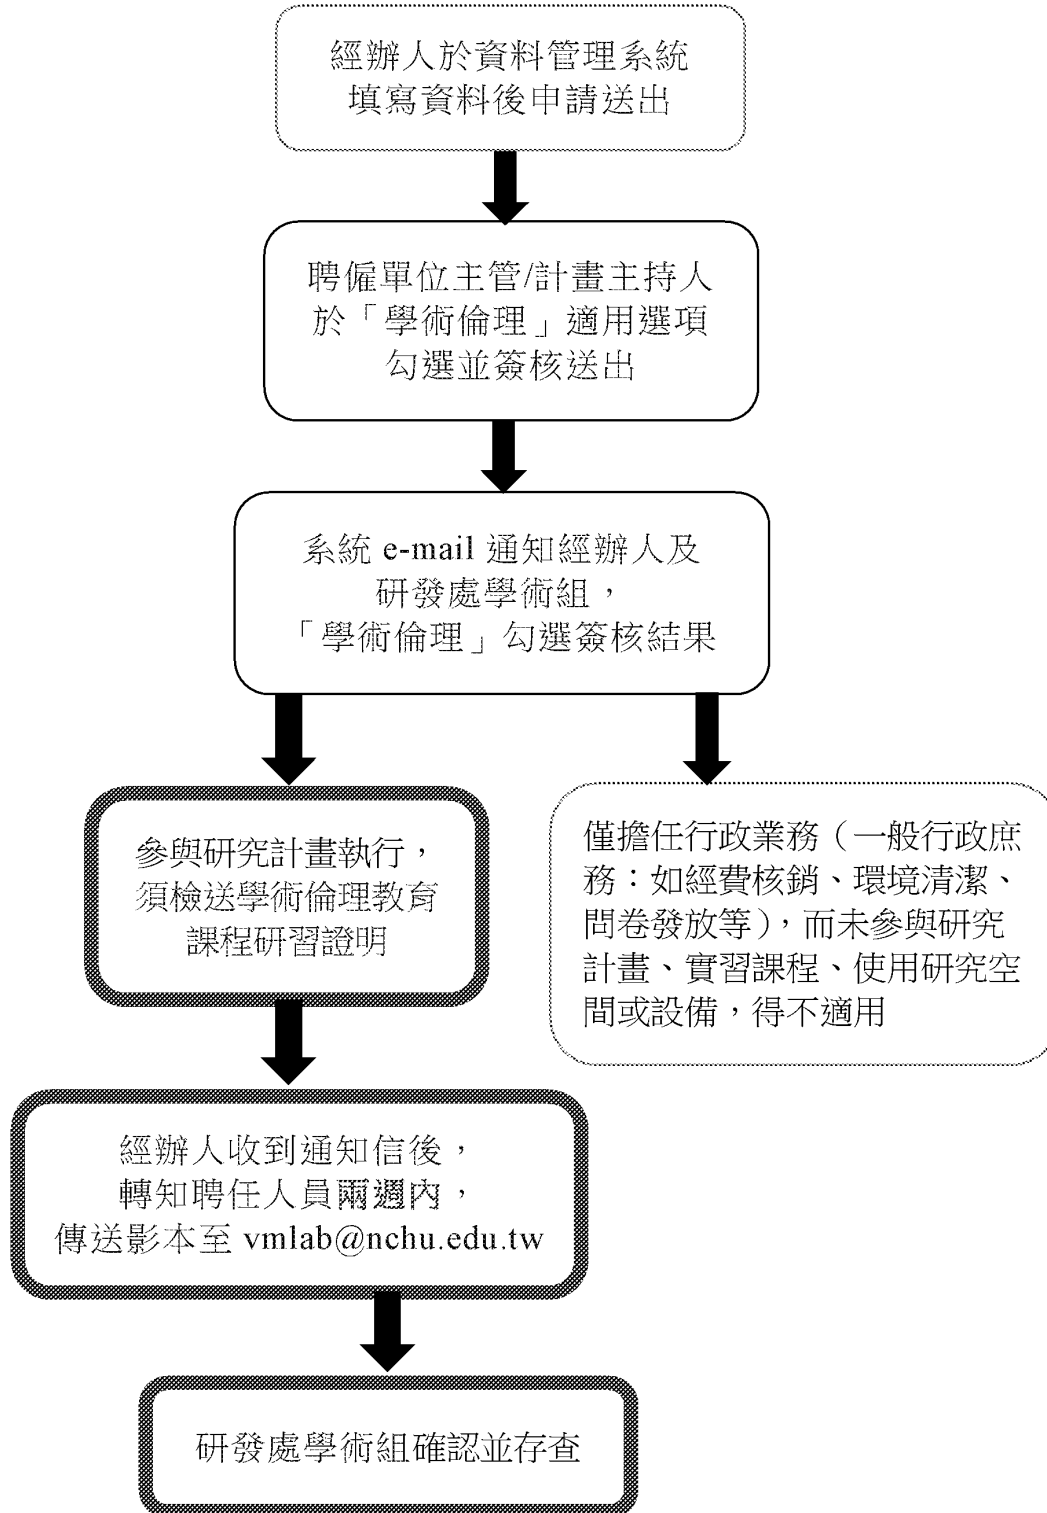 經辦人於資料管理系統
填寫資料後申請送出
聘僱單位主管/計畫主持人
於「學術倫理」適用選項
勾選並簽核送出
系統 e-mail 通知經辦人及
研發處學術組，
「學術倫理」勾選簽核結果
參與研究計畫執行，
須檢送學術倫理教育
課程研習證明
僅擔任行政業務（一般行政庶
務：如經費核銷、環境清潔、
問卷發放等），而未參與研究
計畫、實習課程、使用研究空
間或設備，得不適用
經辦人收到通知信後，
轉知聘任人員兩週內，
傳送影本至 vmlab@nchu.edu.tw
研發處學術組確認並存查